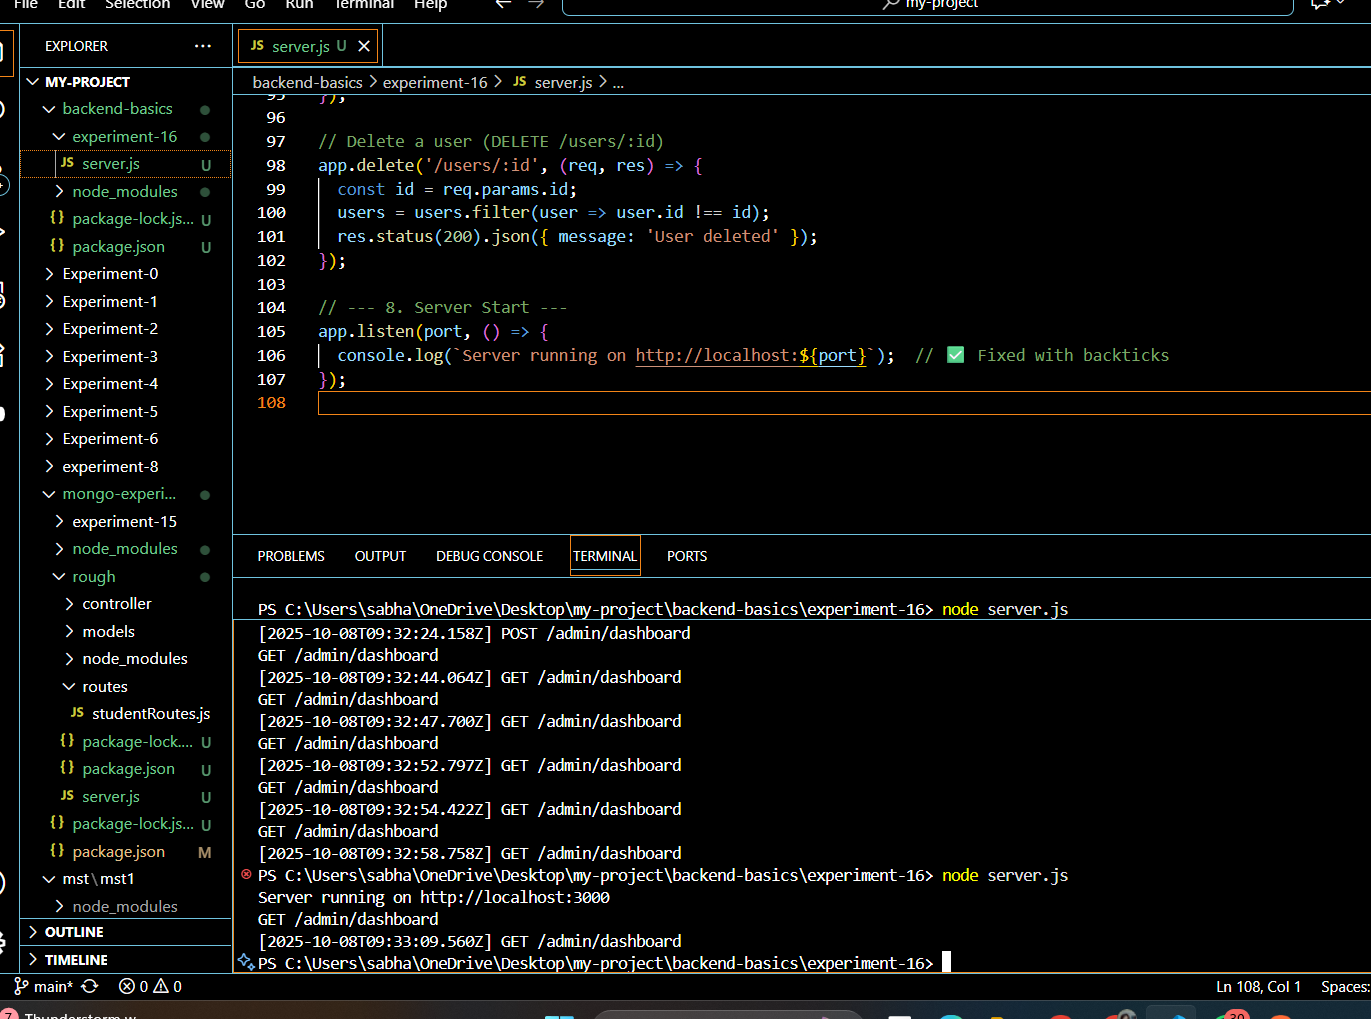 File Edit Selection View Go Run Terminal Help
my-project
EXPLORER
MY-PROJECT
backend-basics
experiment-16
JS server.js U
node_modules
{} package-lock.js... U
{} package.json U
Experiment-0
Experiment-1
Experiment-2
Experiment-3
Experiment-4
Experiment-5
Experiment-6
experiment-8
mongo-experi...
experiment-15
node_modules
rough
controller
models
node_modules
routes
JS studentRoutes.js
{} package-lock.... U
{} package.json U
JS server.js U
{} package-lock.js... U
{} package.json M
mst\mst1
node_modules
OUTLINE
TIMELINE
JS server.js U
backend-basics > experiment-16 > JS server.js > ...
95 });
96
97 // Delete a user (DELETE /users/:id)
98 app.delete('/users/:id', (req, res) => {
99 const id = req.params.id;
100 users = users.filter(user => user.id !== id);
101 res.status(200).json({ message: 'User deleted' });
102 });
103
104 // --- 8. Server Start ---
105 app.listen(port, () => {
106 console.log(`Server running on http://localhost:${port}`); // ✅ Fixed with backticks
107 });
108
PROBLEMS OUTPUT DEBUG CONSOLE TERMINAL PORTS
PS C:\Users\sabha\OneDrive\Desktop\my-project\backend-basics\experiment-16> node server.js
[2025-10-08T09:32:24.158Z] POST /admin/dashboard
GET /admin/dashboard
[2025-10-08T09:32:44.064Z] GET /admin/dashboard
GET /admin/dashboard
[2025-10-08T09:32:47.700Z] GET /admin/dashboard
GET /admin/dashboard
[2025-10-08T09:32:52.797Z] GET /admin/dashboard
GET /admin/dashboard
[2025-10-08T09:32:54.422Z] GET /admin/dashboard
GET /admin/dashboard
[2025-10-08T09:32:58.758Z] GET /admin/dashboard
PS C:\Users\sabha\OneDrive\Desktop\my-project\backend-basics\experiment-16> node server.js
Server running on http://localhost:3000
GET /admin/dashboard
[2025-10-08T09:33:09.560Z] GET /admin/dashboard
PS C:\Users\sabha\OneDrive\Desktop\my-project\backend-basics\experiment-16>
main* 0 0
Ln 108, Col 1 Spaces:
7 Thunderstorm w
30